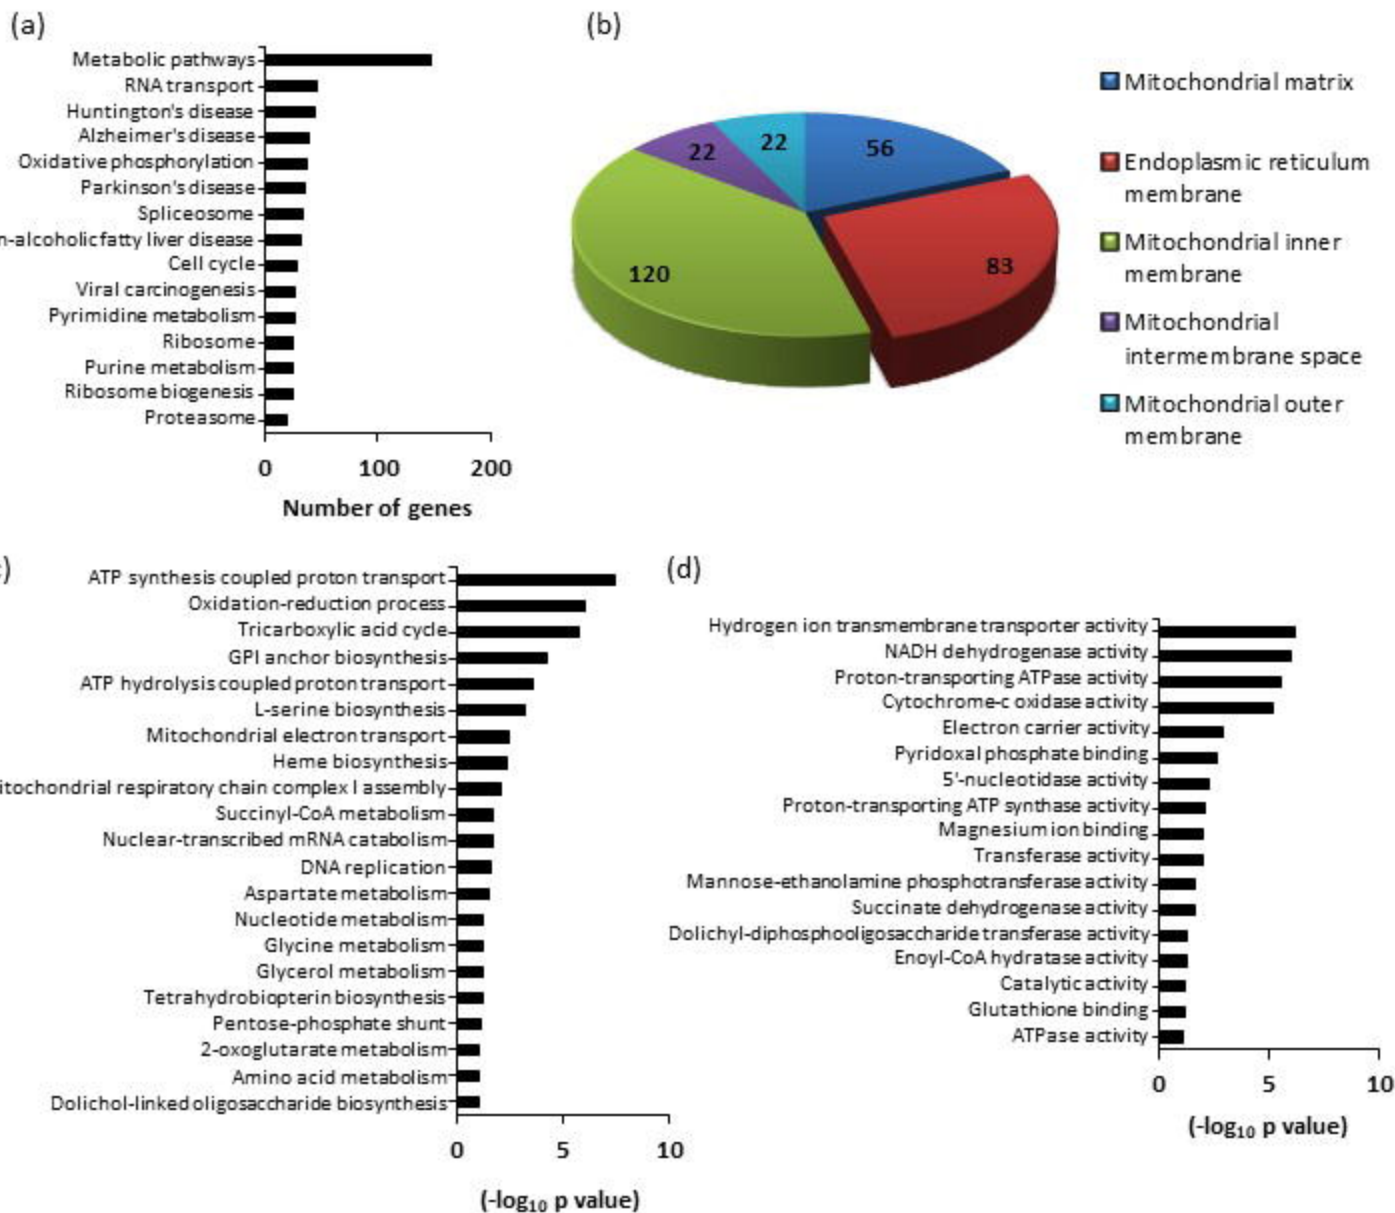 (a)
Metabolic pathways
RNA transport
Huntington's disease
Alzheimer's disease
Oxidative phosphorylation
Parkinson's disease
Spliceosome
n-alcoholic fatty liver disease
Cell cycle
Viral carcinogenesis
Pyrimidine metabolism
Ribosome
Purine metabolism
Ribosome biogenesis
Proteasome
0 100 200
Number of genes
(b)
56
83
120
22
22
Mitochondrial matrix
Endoplasmic reticulum
membrane
Mitochondrial inner
membrane
Mitochondrial
intermembrane space
Mitochondrial outer
membrane
)
ATP synthesis coupled proton transport
Oxidation-reduction process
Tricarboxylic acid cycle
GPI anchor biosynthesis
ATP hydrolysis coupled proton transport
L-serine biosynthesis
Mitochondrial electron transport
Heme biosynthesis
itochondrial respiratory chain complex I assembly
Succinyl-CoA metabolism
Nuclear-transcribed mRNA catabolism
DNA replication
Aspartate metabolism
Nucleotide metabolism
Glycine metabolism
Glycerol metabolism
Tetrahydrobiopterin biosynthesis
Pentose-phosphate shunt
2-oxoglutarate metabolism
Amino acid metabolism
Dolichol-linked oligosaccharide biosynthesis
0 5 10
(-log₁₀ p value)
(d)
Hydrogen ion transmembrane transporter activity
NADH dehydrogenase activity
Proton-transporting ATPase activity
Cytochrome-c oxidase activity
Electron carrier activity
Pyridoxal phosphate binding
5'-nucleotidase activity
Proton-transporting ATP synthase activity
Magnesium ion binding
Transferase activity
Mannose-ethanolamine phosphotransferase activity
Succinate dehydrogenase activity
Dolichyl-diphosphooligosaccharide transferase activity
Enoyl-CoA hydratase activity
Catalytic activity
Glutathione binding
ATPase activity
0 5 10
(-log₁₀ p value)